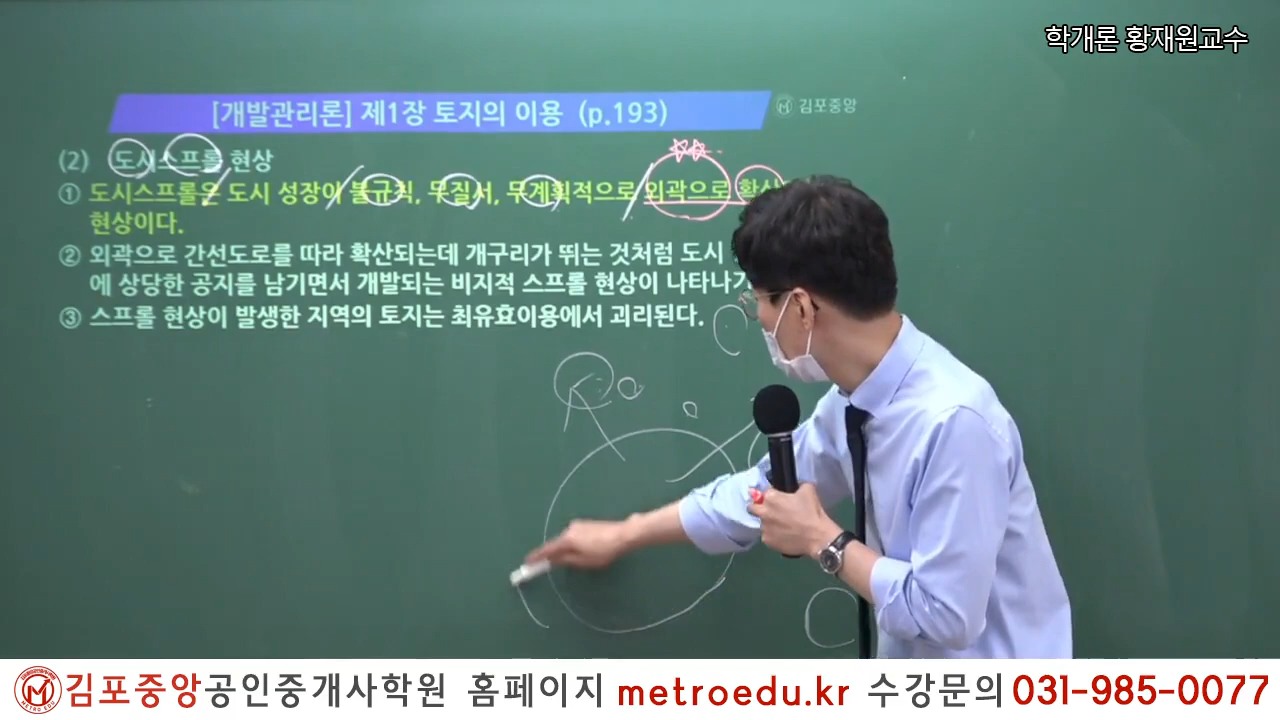 학개론 황재원교수
[개발관리론] 제1장 토지의 이용 (p.193)
김포중앙
(2) 도시스프롤 현상
① 도시스프롤은 도시 성장이 불규칙, 무질서, 무계획적으로 외곽으로 확산
현상이다.
② 외곽으로 간선도로를 따라 확산되는데 개구리가 뛰는 것처럼 도시
에 상당한 공지를 남기면서 개발되는 비지적 스프롤 현상이 나타나기
③ 스프롤 현상이 발생한 지역의 토지는 최유효이용에서 괴리된다.
METRO EDU 김포중앙공인중개사학원 홈페이지 metroedu.kr 수강문의 031-985-0077